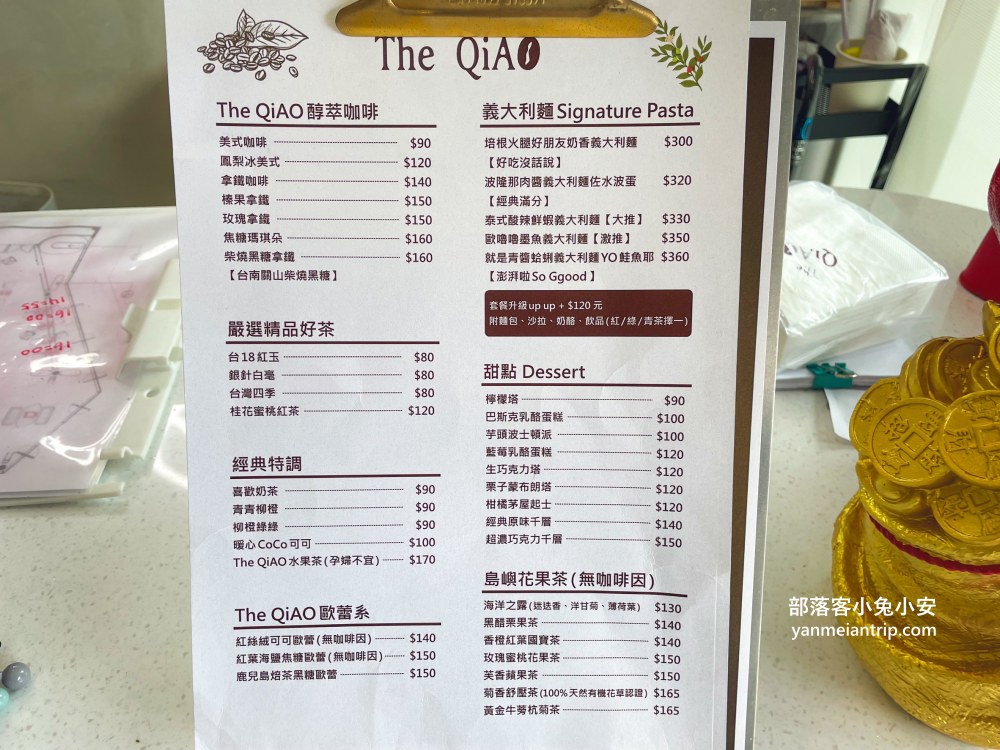 The QiAO
The QiAO 醇萃咖啡
美式咖啡 $90
鳳梨冰美式 $120
拿鐵咖啡 $140
榛果拿鐵 $150
玫瑰拿鐵 $150
焦糖瑪琪朵 $160
柴燒黑糖拿鐵 $160
【台南關山柴燒黑糖】
嚴選精品好茶
台18紅玉 $80
銀針白毫 $80
台灣四季 $80
桂花蜜桃紅茶 $120
經典特調
喜歡奶茶 $90
青青柳橙 $90
柳橙綠綠 $90
暖心CoCo可可 $100
The QiAO水果茶(孕婦不宜) $170
The QiAO歐蕾系
紅絲絨可可歐蕾(無咖啡因) $140
紅葉海鹽焦糖歐蕾(無咖啡因) $150
鹿兒島焙茶黑糖歐蕾 $150
義大利麵 Signature Pasta
培根火腿好朋友奶香義大利麵 $300
【好吃沒話說】
波隆那肉醬義大利麵佐水波蛋 $320
【經典滿分】
泰式酸辣鮮蝦義大利麵【大推】 $330
歐嚕嚕墨魚義大利麵【激推】 $350
就是青醬蛤蜊義大利麵YO鮭魚耶 $360
【澎湃啦So Ggood】
套餐升級up up + $120 元
附麵包、沙拉、奶酪、飲品(紅/綠/青茶擇一)
甜點 Dessert
檸檬塔 $90
巴斯克乳酪蛋糕 $100
芋頭波士頓派 $100
藍莓乳酪蛋糕 $120
生巧克力塔 $120
栗子蒙布朗塔 $120
柑橘茅屋起士 $120
經典原味千層 $140
超濃巧克力千層 $150
島嶼花果茶(無咖啡因)
海洋之露(迷迭香、洋甘菊、薄荷葉) $130
黑醋栗果茶 $140
香橙紅葉國寶茶 $140
玫瑰蜜桃花果茶 $150
芙香蘋果茶 $150
菊香舒壓茶(100%天然有機花草認證) $165
黃金牛蒡杭菊茶 $165
部落客小兔小安
yanmeiantrip.com